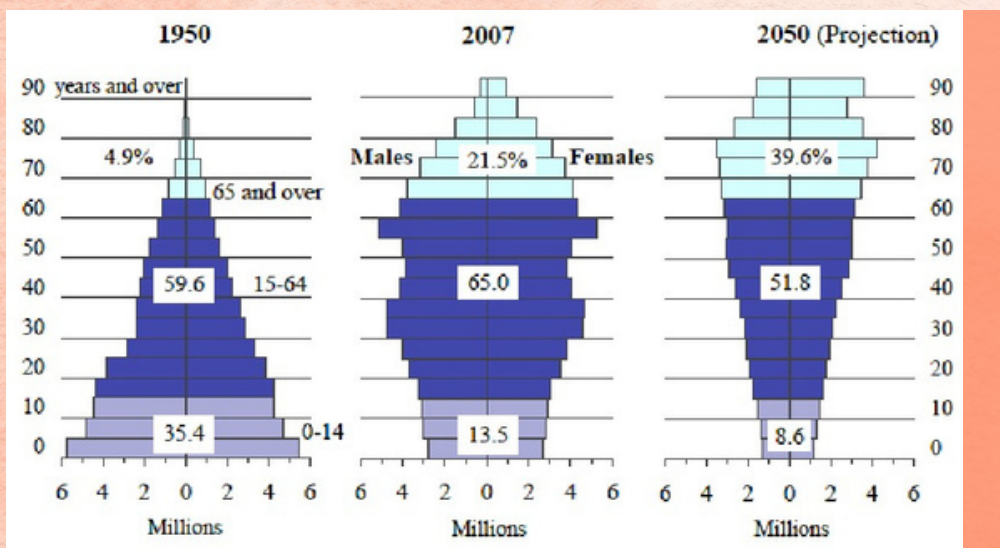 1950 2007 2050 (Projection)
90 years and over 90
80 80
4.9% Males 21.5% Females 39.6%
70 70
65 and over
60 60
50 50
59.6 15-64 65.0 51.8
40 40
30 30
20 20
10 10
35.4 0-14 13.5 8.6
0 0
6 4 2 0 2 4 6 6 4 2 0 2 4 6 6 4 2 0 2 4 6
Millions Millions Millions